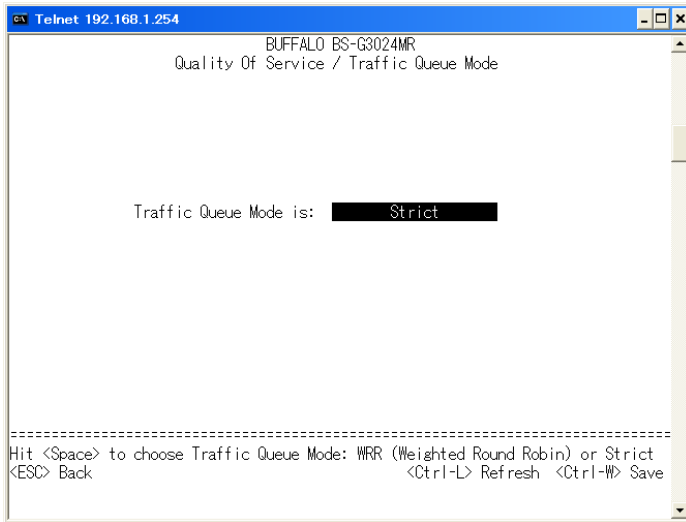 Telnet 192.168.1.254
BUFFALO BS-G3024MR
Quality Of Service / Traffic Queue Mode
Traffic Queue Mode is: Strict
================================================================================
Hit <Space> to choose Traffic Queue Mode: WRR (Weighted Round Robin) or Strict
<ESC> Back <Ctrl-L> Refresh <Ctrl-W> Save